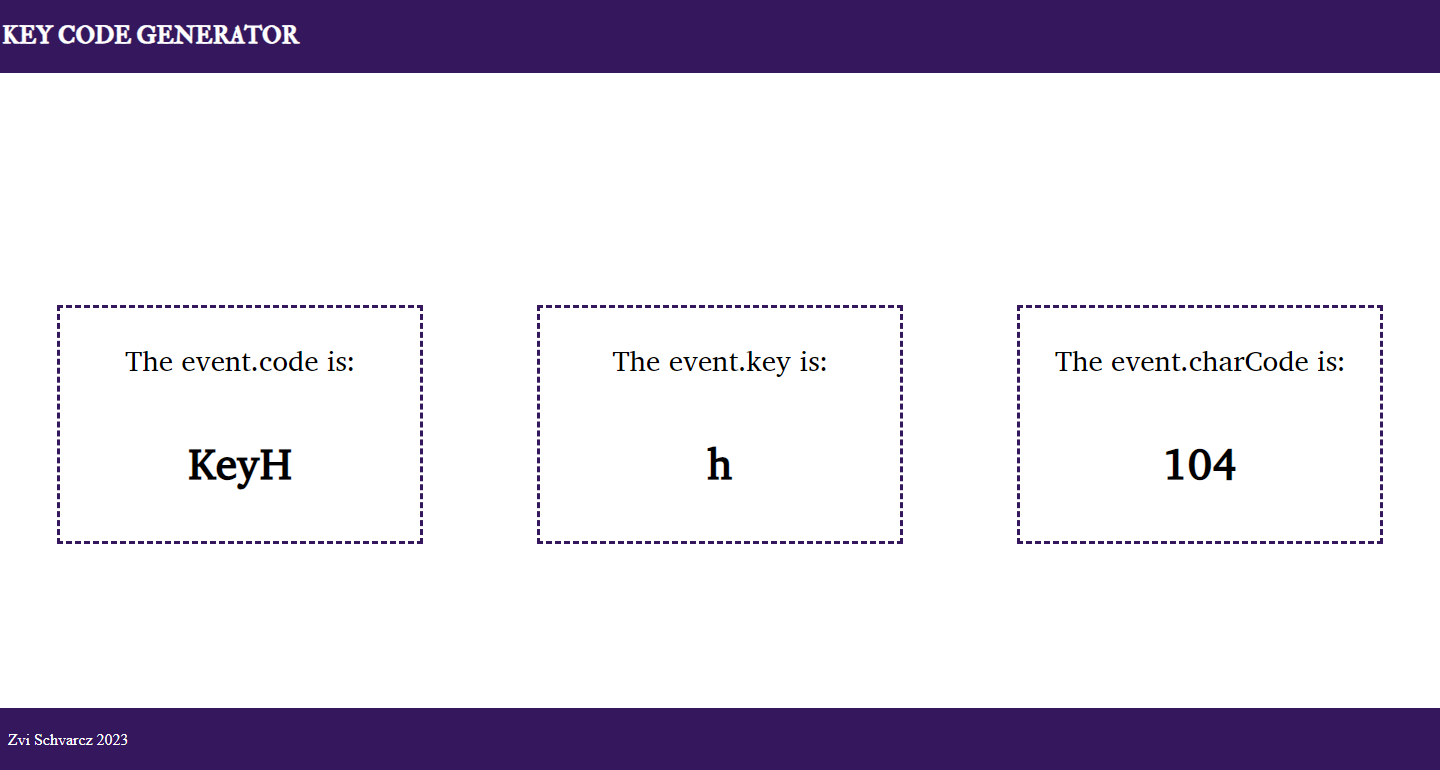 KEY CODE GENERATOR
The event.code is:
KeyH
The event.key is:
h
The event.charCode is:
104
Zvi Schvarcz 2023